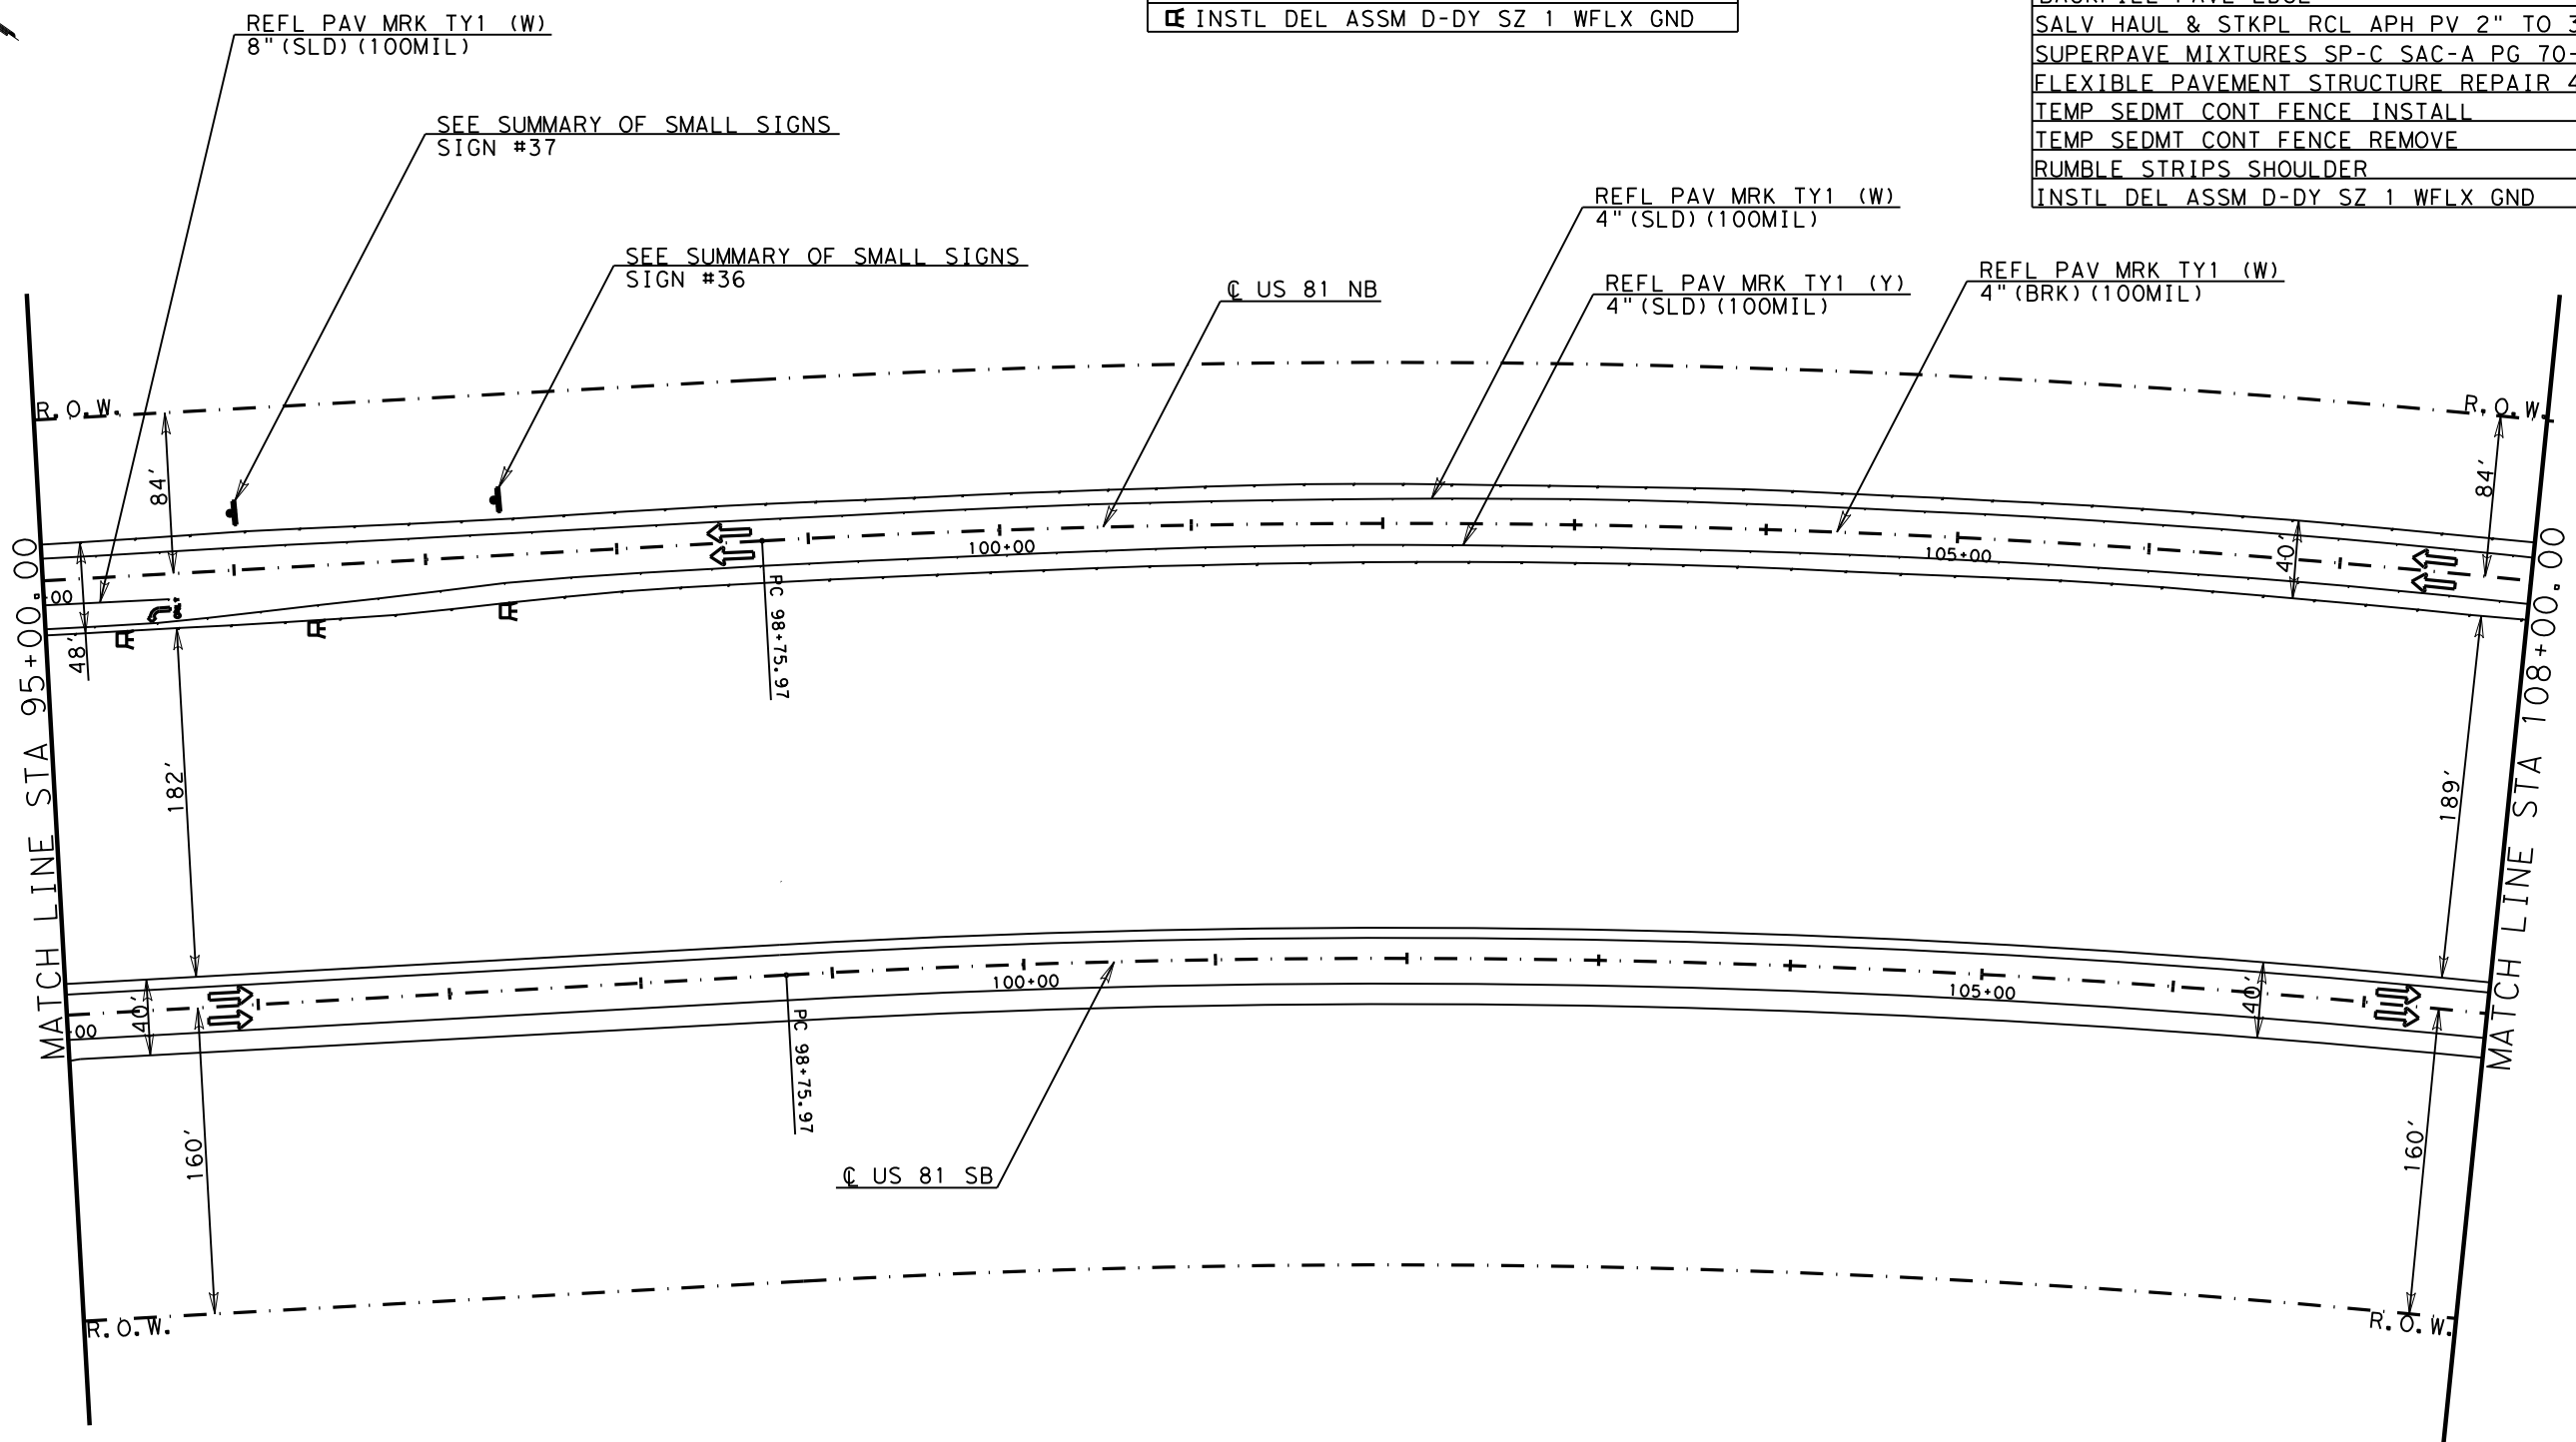 REFL PAV MRK TY1 (W)
8"(SLD)(100MIL)
INSTL DEL ASSM D-DY SZ 1 WFLX GND
SALV HAUL & STKPL RCL APH PV 2" TO 3
SUPERPAVE MIXTURES SP-C SAC-A PG 70-
FLEXIBLE PAVEMENT STRUCTURE REPAIR 4
TEMP SEDMT CONT FENCE INSTALL
TEMP SEDMT CONT FENCE REMOVE
RUMBLE STRIPS SHOULDER
INSTL DEL ASSM D-DY SZ 1 WFLX GND
SEE SUMMARY OF SMALL SIGNS
SIGN #37
SEE SUMMARY OF SMALL SIGNS
SIGN #36
℄ US 81 NB
REFL PAV MRK TY1 (W)
4"(SLD)(100MIL)
REFL PAV MRK TY1 (Y)
4"(SLD)(100MIL)
REFL PAV MRK TY1 (W)
4"(BRK)(100MIL)
R.O.W.
R.O.W.
84'
84'
100+00
105+00
40'
00
ONLY
48'
PC 98+75.97
MATCH LINE STA 95+00.00
MATCH LINE STA 108+00.00
182'
189'
40'
00
100+00
105+00
40'
PC 98+75.97
160'
160'
℄ US 81 SB
R.O.W.
R.O.W.